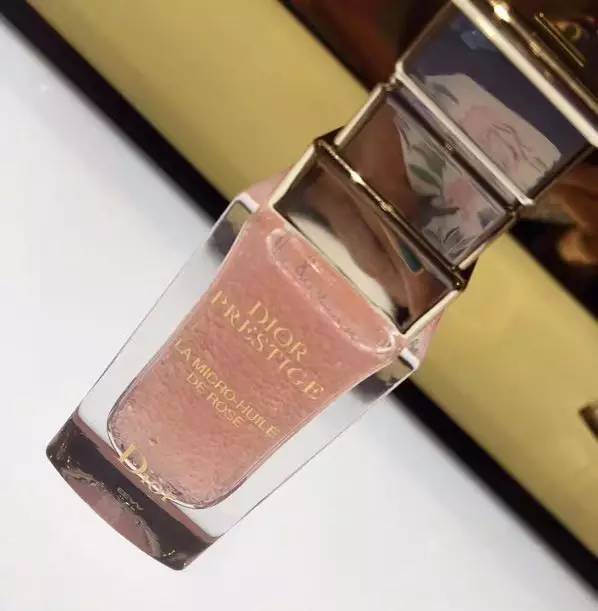 DIOR
PRESTIGE
LA MICRO-HUILE
DE ROSE
Dior